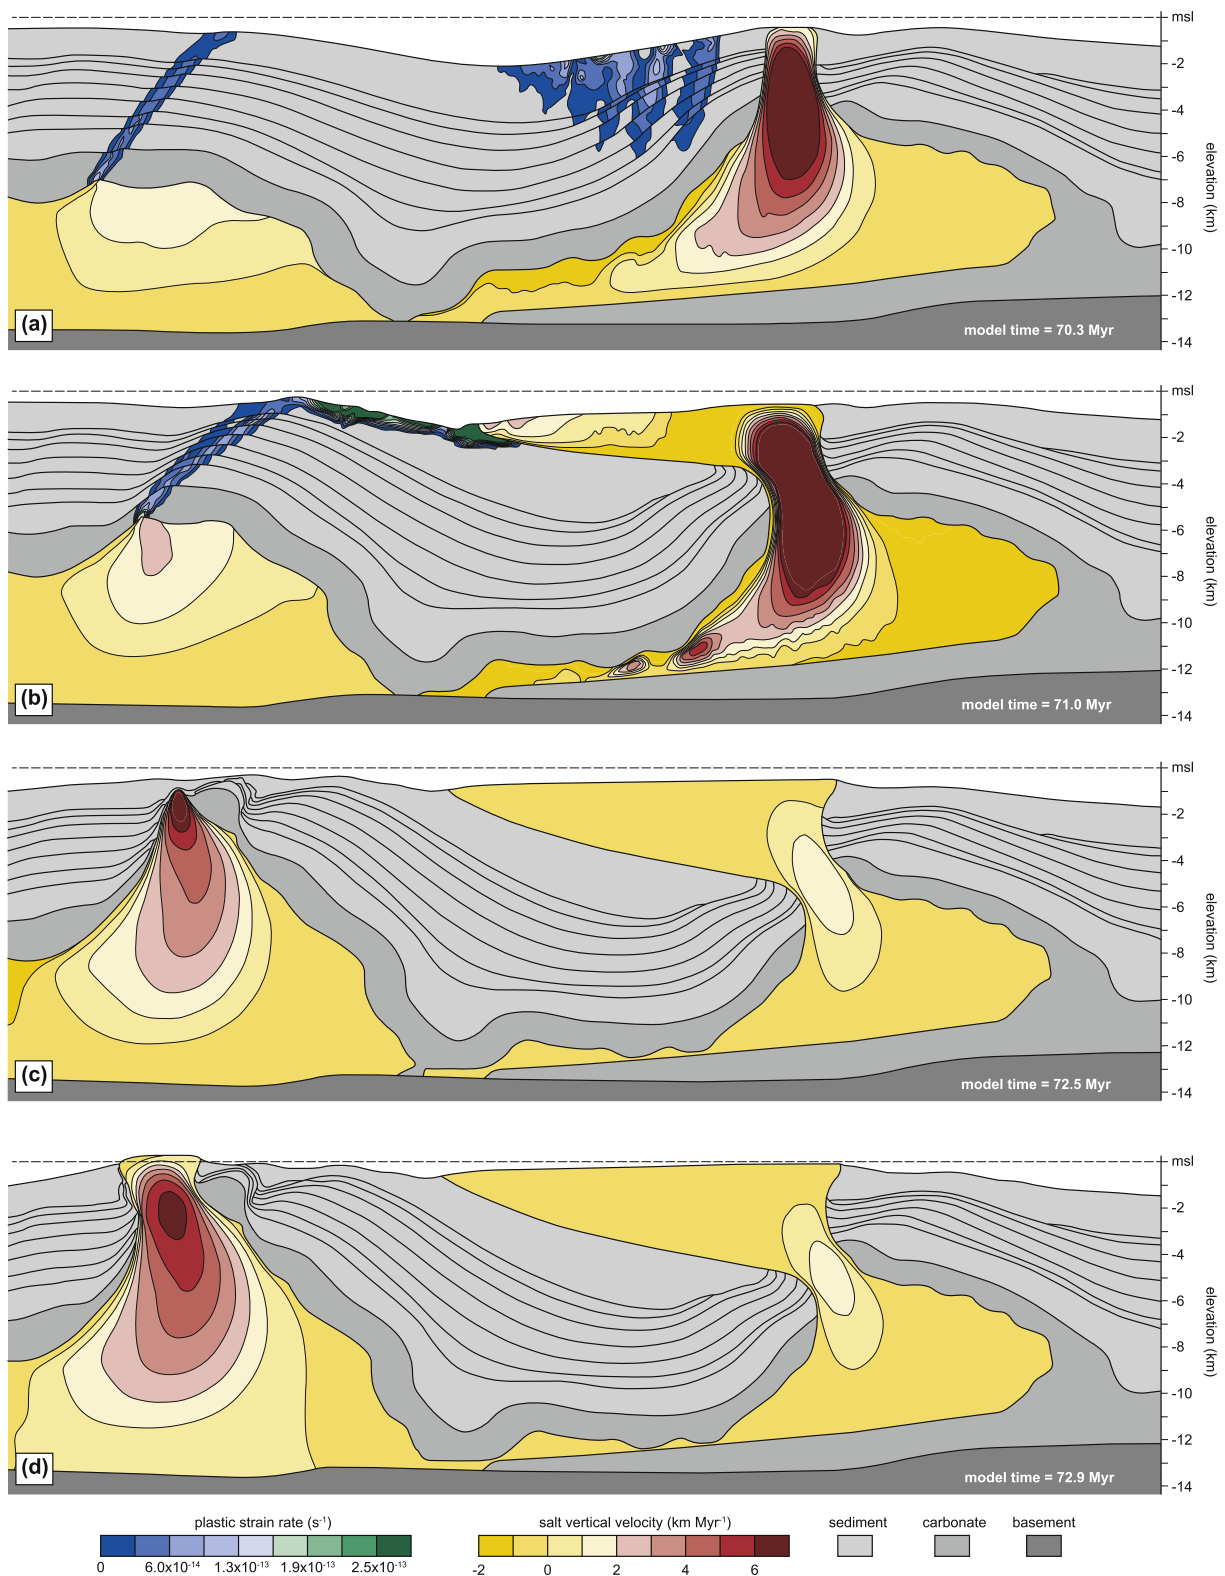 msl
-2
-4
-6
-8
-10
-12
-14
elevation (km)
(a)
model time = 70.3 Myr
msl
-2
-4
-6
-8
-10
-12
-14
elevation (km)
(b)
model time = 71.0 Myr
msl
-2
-4
-6
-8
-10
-12
-14
elevation (km)
(c)
model time = 72.5 Myr
msl
-2
-4
-6
-8
-10
-12
-14
elevation (km)
(d)
model time = 72.9 Myr
plastic strain rate (s⁻¹)
0 6.0x10⁻¹⁴ 1.3x10⁻¹³ 1.9x10⁻¹³ 2.5x10⁻¹³
salt vertical velocity (km Myr⁻¹)
-2 0 2 4 6
sediment
carbonate
basement